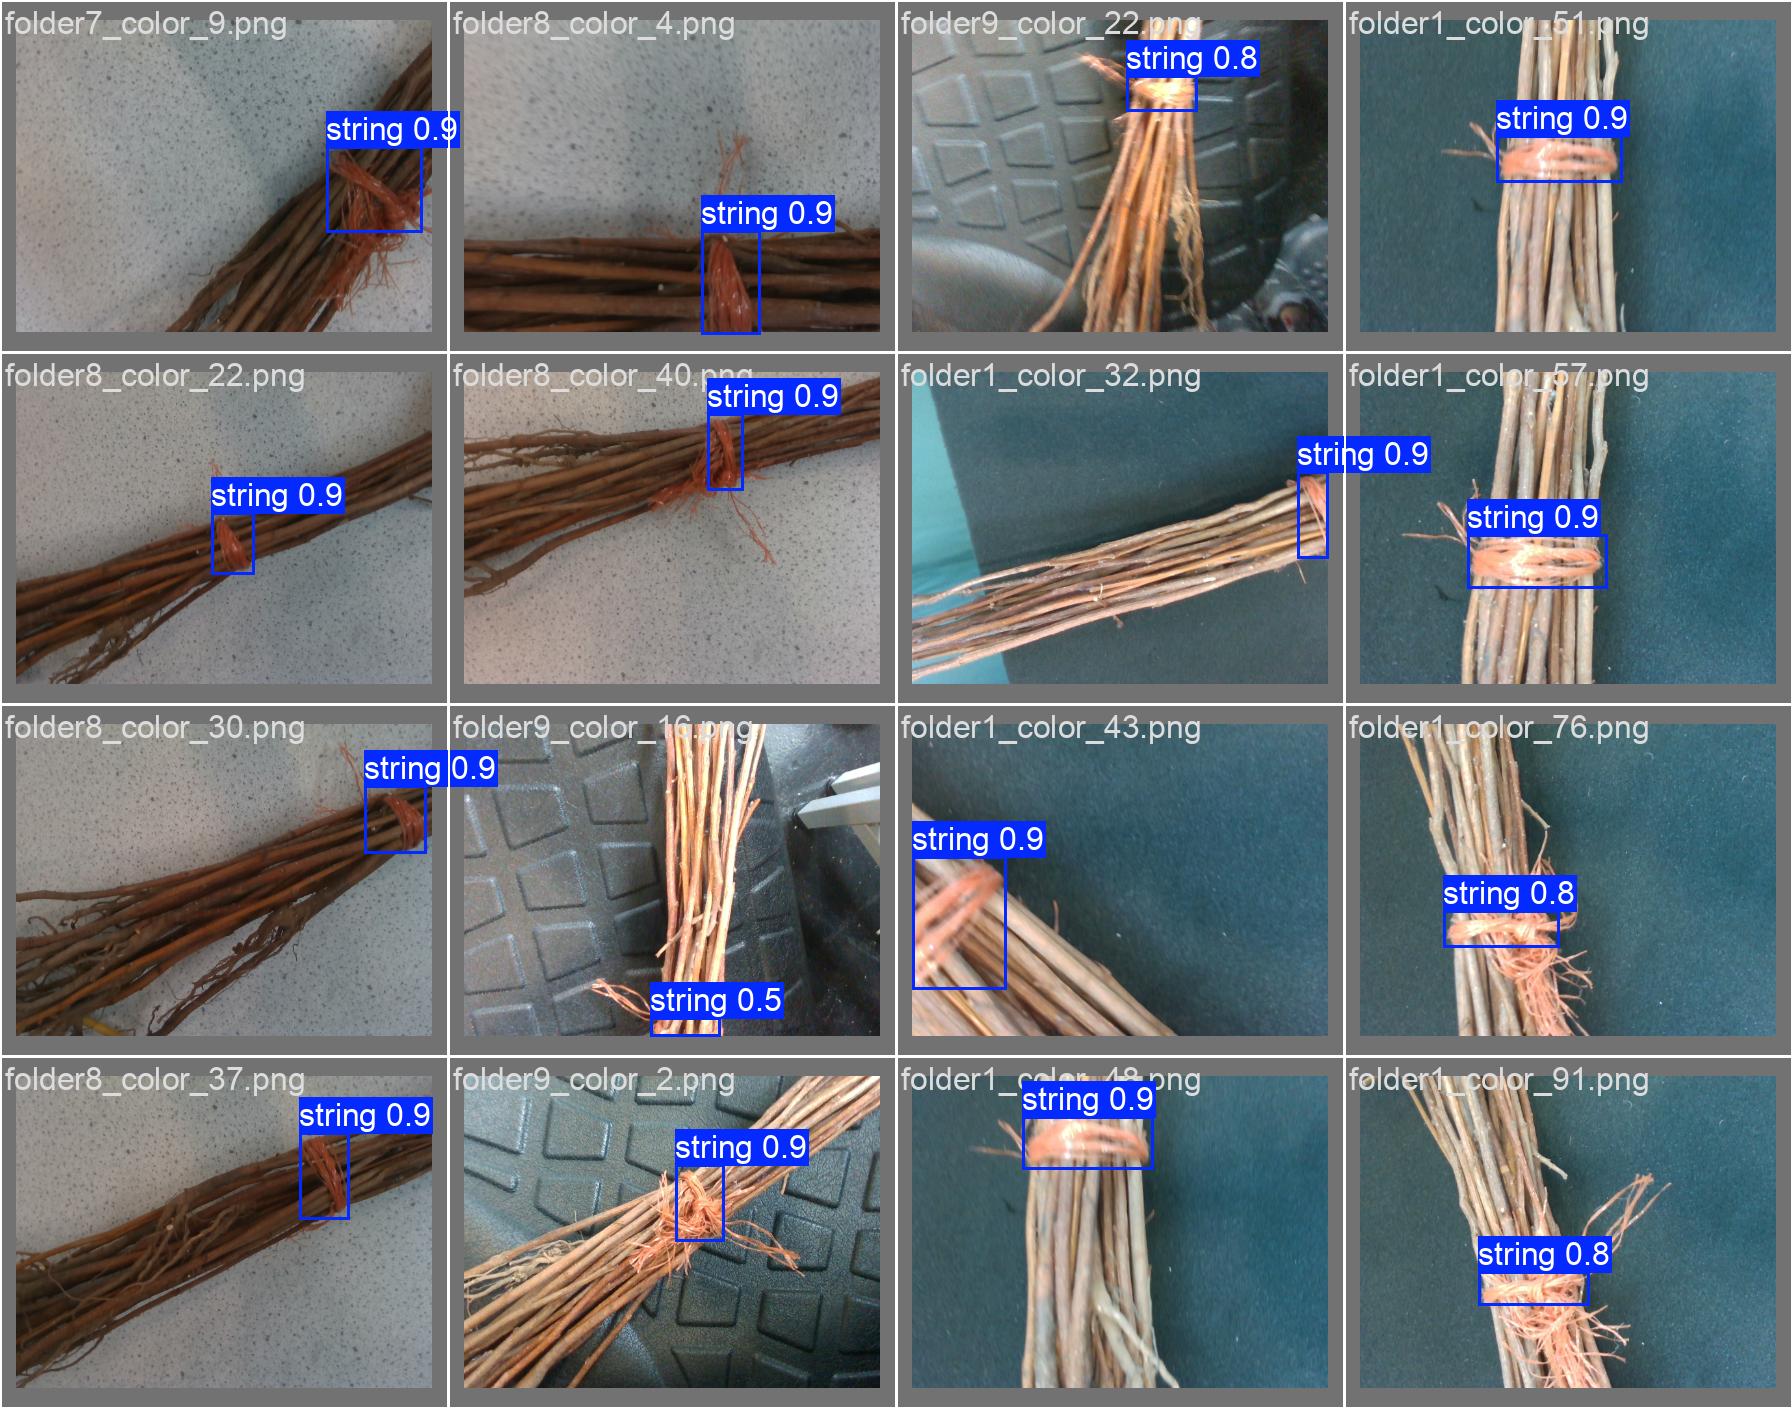 folder7_color_9.png
string 0.9
folder8_color_4.png
string 0.9
folder9_color_22.png
string 0.8
folder1_color_51.png
string 0.9
folder8_color_22.png
string 0.9
folder8_color_40.png
string 0.9
folder1_color_32.png
string 0.9
folder1_color_57.png
string 0.9
folder8_color_30.png
string 0.9
folder9_color_16.png
string 0.5
folder1_color_43.png
string 0.9
folder1_color_76.png
string 0.8
folder8_color_37.png
string 0.9
folder9_color_2.png
string 0.9
folder1_color_48.png
string 0.9
folder1_color_91.png
string 0.8